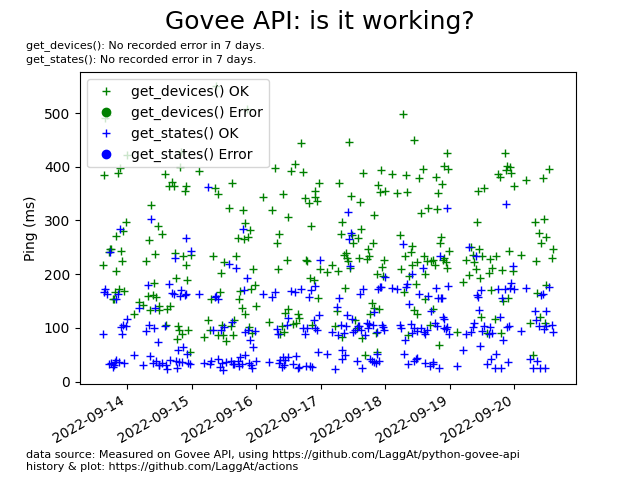 Govee API: is it working?
get_devices(): No recorded error in 7 days.
get_states(): No recorded error in 7 days.
get_devices() OK
get_devices() Error
get_states() OK
get_states() Error
Ping (ms)
500
400
300
200
100
0
2022-09-14
2022-09-15
2022-09-16
2022-09-17
2022-09-18
2022-09-19
2022-09-20
data source: Measured on Govee API, using https://github.com/LaggAt/python-govee-api
history & plot: https://github.com/LaggAt/actions